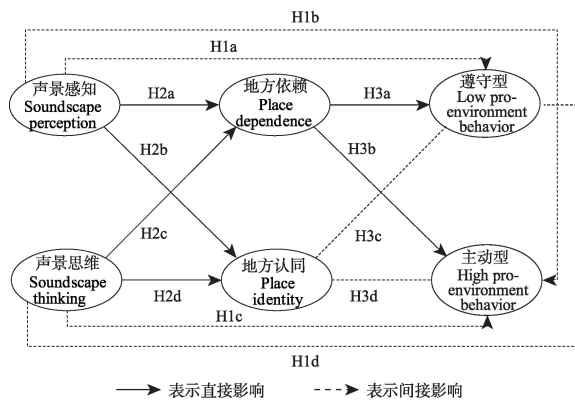 H1b
H1a
声景感知
Soundscape
perception
H2a
地方依赖
Place
dependence
H3a
遵守型
Low pro-
environment
behavior
H2b
H3b
H2c
H3c
声景思维
Soundscape
thinking
H2d
地方认同
Place
identity
H3d
主动型
High pro-
environment
behavior
H1c
H1d
表示直接影响
表示间接影响